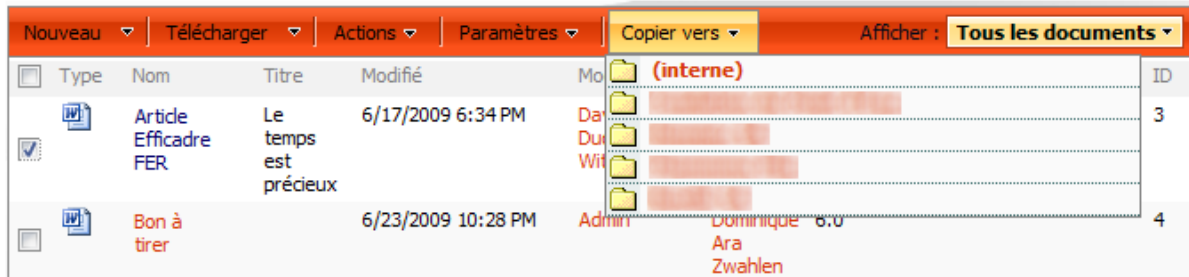 Nouveau Télécharger Actions Paramètres Copier vers Afficher : Tous les documents
Type Nom Titre Modifié Mo (interne) ID
Article Le 6/17/2009 6:34 PM 3
Efficadre temps
FER est
précieux
Bon à 6/23/2009 10:28 PM Admin Dominique 6.0 4
tirer Ara
Zwahlen